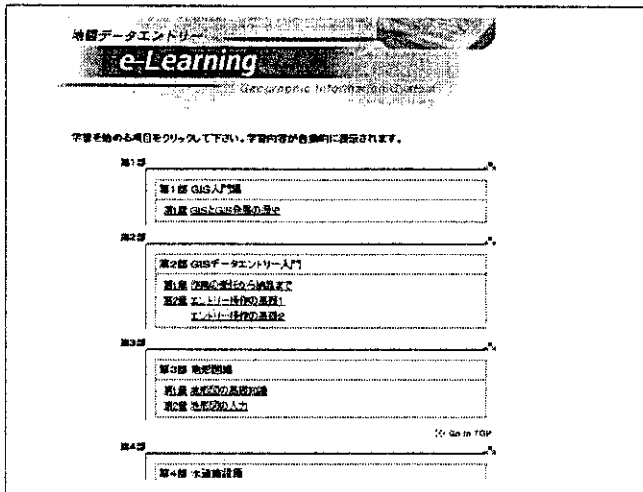 地図データエントリー
e-Learning
Geographic Information System
学習を始める項目をクリックして下さい。学習内容が自動的に表示されます。
第1部
第1部 GIS入門編
第1章 GISとGIS発展の歴史
第2部
第2部 GISデータエントリー入門
第1章 作業の受託から納品まで
第2章 エントリー操作の基礎1
エントリー操作の基礎2
第3部
第3部 地形図編
第1章 地形図の基礎知識
第2章 地形図の入力
Go to TOP
第4部
第4部 水道施設編